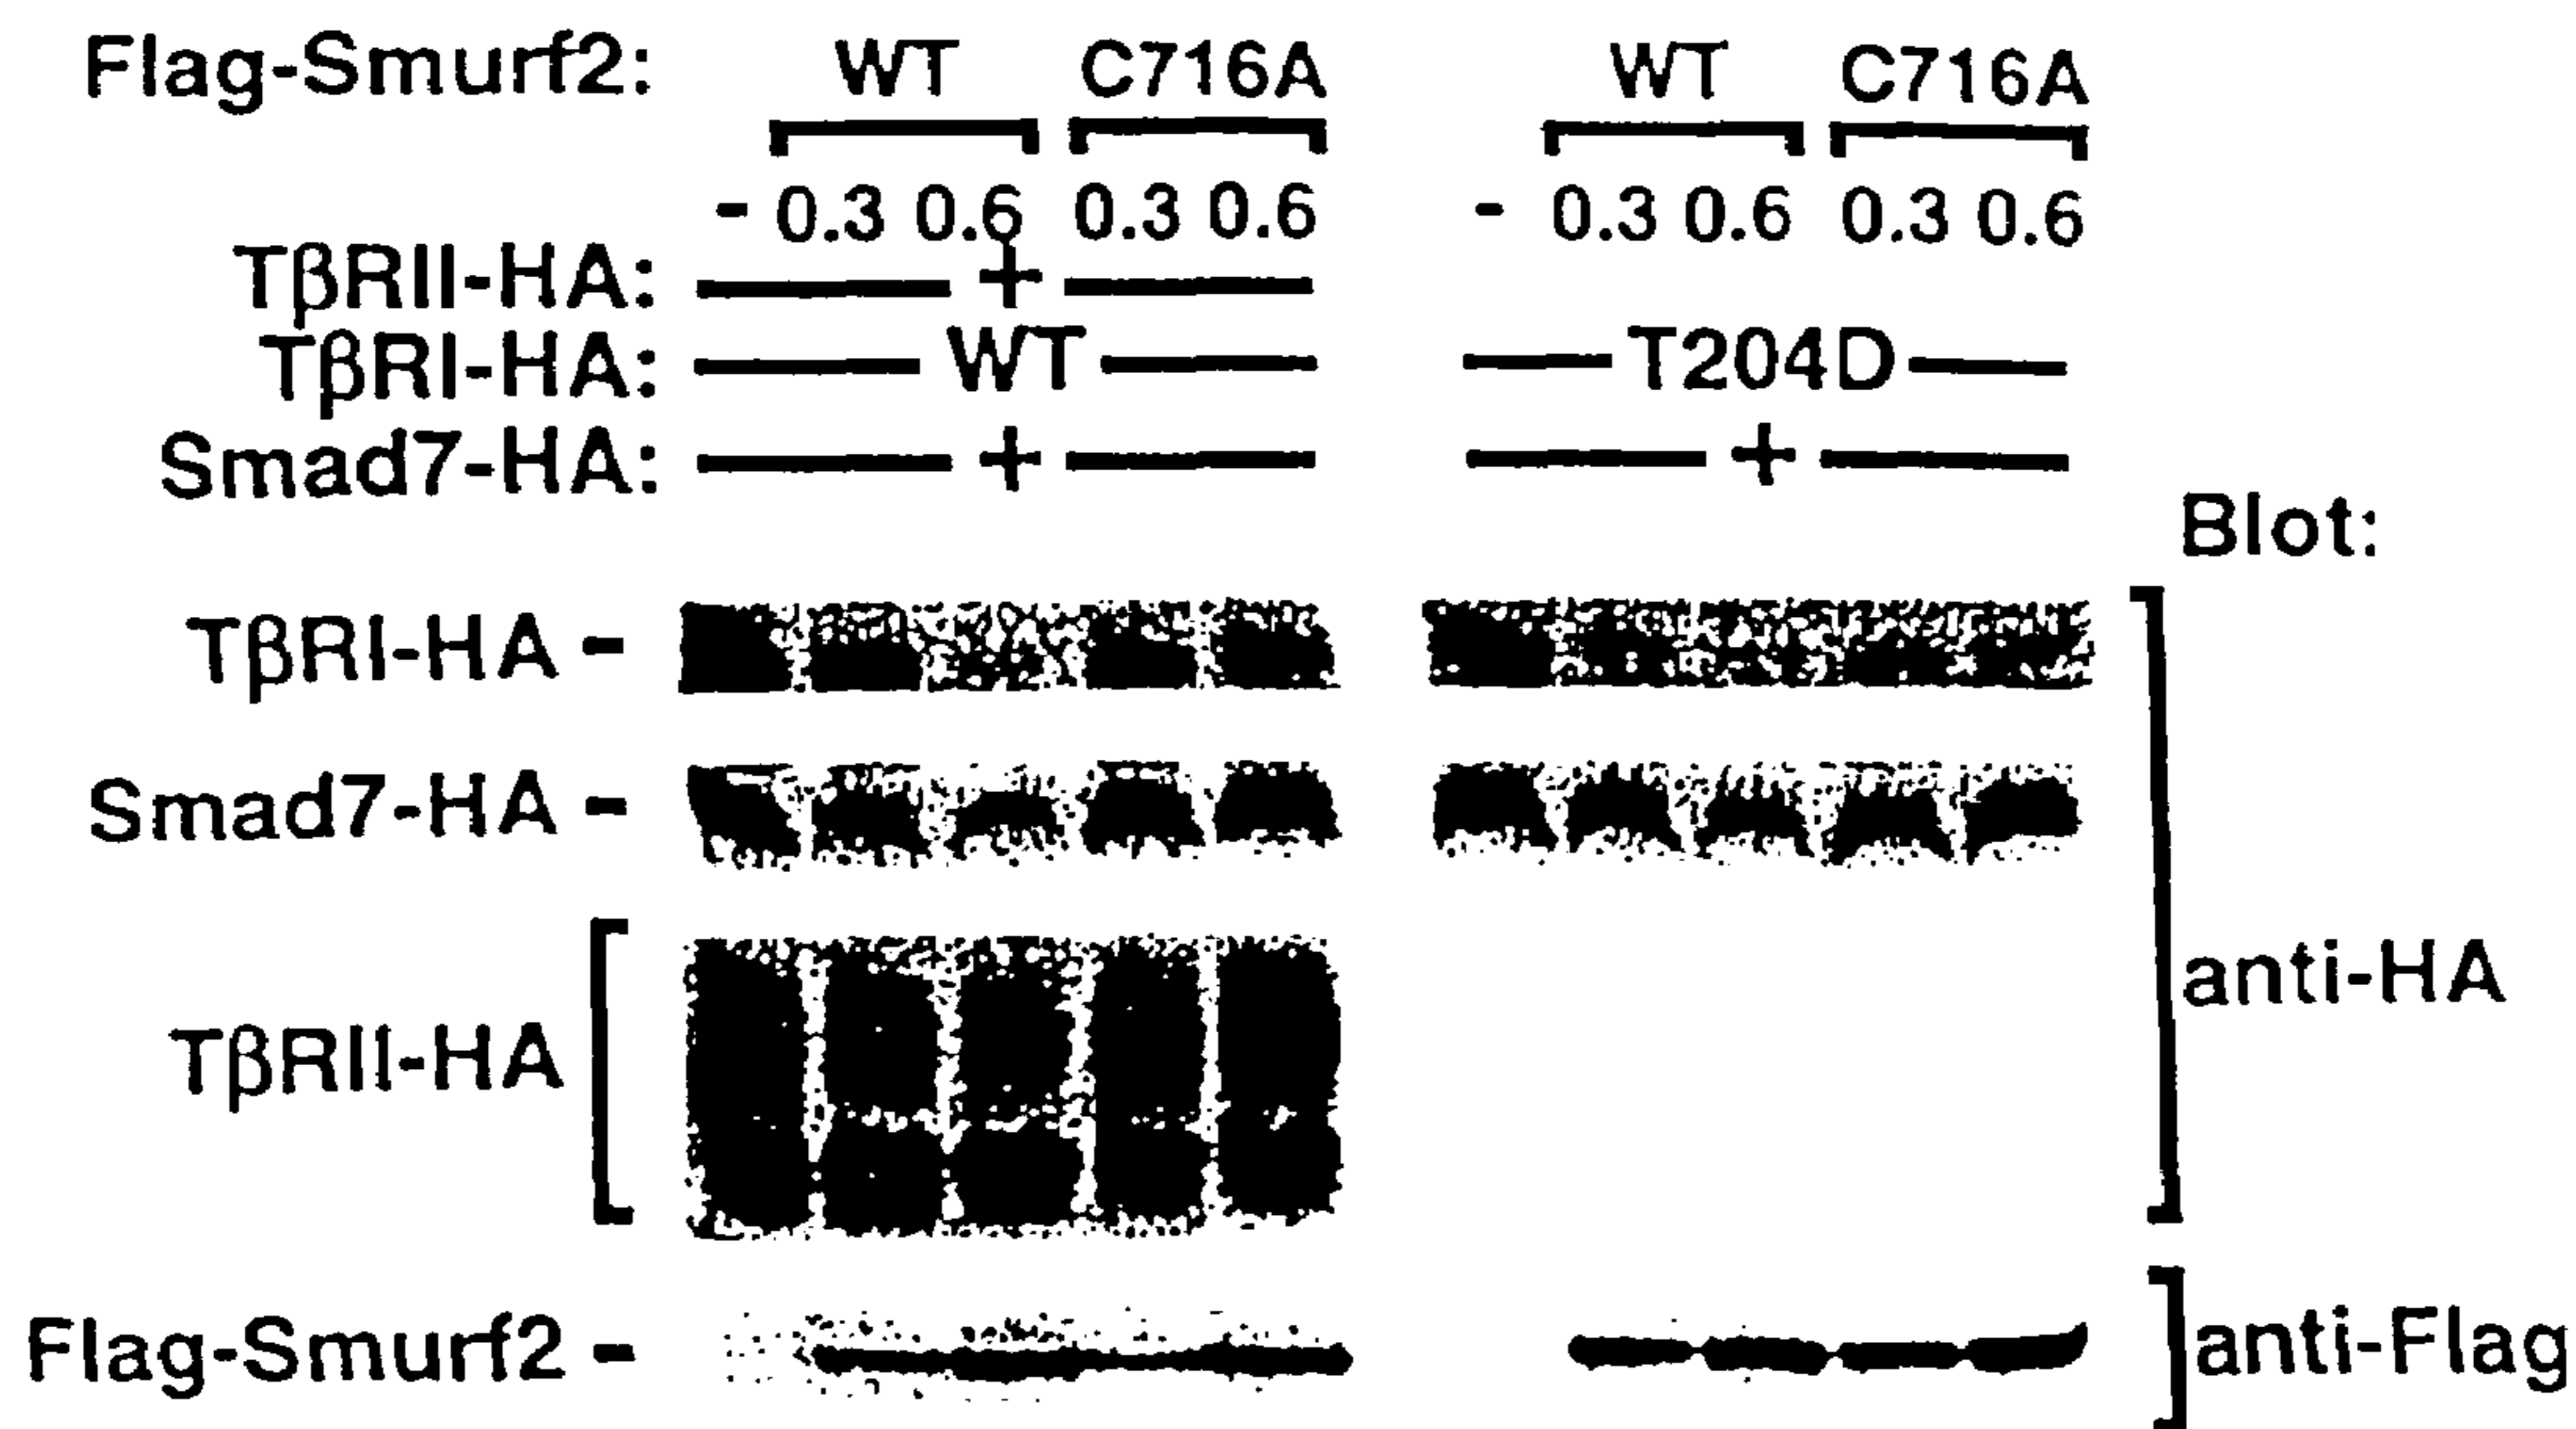 Flag-Smurf2: WT C716A WT C716A
- 0.3 0.6 0.3 0.6 - 0.3 0.6 0.3 0.6
TβRII-HA: +
TβRI-HA: WT T204D
Smad7-HA: + +
Blot:
TβRI-HA -
Smad7-HA -
TβRII-HA
anti-HA
Flag-Smurf2 -
anti-Flag